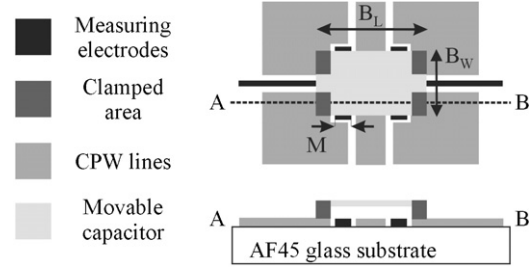 Measuring
electrodes
Clamped
area
CPW lines
Movable
capacitor
B_L
B_W
A
B
M
A
B
AF45 glass substrate